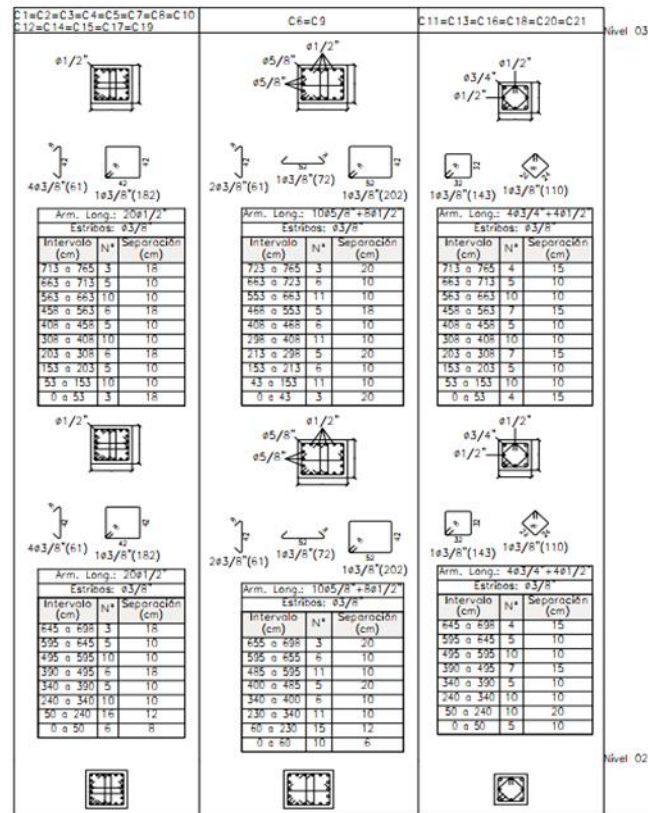 C1=C2=C3=C4=C5=C7=C8=C10
C12=C14=C15=C17=C19
C6=C9
C11=C13=C16=C18=C20=C21
Nivel 03
ø1/2"
42
42
42
4ø3/8"(61)
1ø3/8"(182)
Arm. Long.: 20ø1/2"
Estribos: ø3/8"
Intervalo (cm) N° Separación (cm)
713 a 765 3 18
663 a 713 5 10
563 a 663 10 10
458 a 563 6 18
408 a 458 5 10
308 a 408 10 10
203 a 308 6 18
153 a 203 5 10
53 a 153 10 10
0 a 53 3 18
ø1/2"
ø5/8"
ø5/8"
42
52
42
2ø3/8"(61)
1ø3/8"(72)
1ø3/8"(202)
Arm. Long.: 10ø5/8"+8ø1/2"
Estribos: ø3/8"
Intervalo (cm) N° Separación (cm)
723 a 765 3 20
663 a 723 6 10
553 a 663 11 10
468 a 553 5 18
408 a 468 6 10
298 a 408 11 10
213 a 298 5 20
153 a 213 6 10
43 a 153 11 10
0 a 43 3 20
ø1/2"
ø3/4"
ø1/2"
32
32
1ø3/8"(143)
1ø3/8"(110)
Arm. Long.: 4ø3/4"+4ø1/2"
Estribos: ø3/8"
Intervalo (cm) N° Separación (cm)
713 a 765 4 15
663 a 713 5 10
563 a 663 10 10
458 a 563 7 15
408 a 458 5 10
308 a 408 10 10
203 a 308 7 15
153 a 203 5 10
53 a 153 10 10
0 a 53 4 15
ø1/2"
42
42
42
4ø3/8"(61)
1ø3/8"(182)
Arm. Long.: 20ø1/2"
Estribos: ø3/8"
Intervalo (cm) N° Separación (cm)
645 a 698 3 18
595 a 645 5 10
495 a 595 10 10
390 a 495 6 18
340 a 390 5 10
240 a 340 10 10
50 a 240 16 12
0 a 50 6 8
ø1/2"
ø5/8"
ø5/8"
42
52
42
2ø3/8"(61)
1ø3/8"(72)
1ø3/8"(202)
Arm. Long.: 10ø5/8"+8ø1/2"
Estribos: ø3/8"
Intervalo (cm) N° Separación (cm)
655 a 698 3 20
595 a 655 6 10
485 a 595 11 10
400 a 485 5 20
340 a 400 6 10
230 a 340 11 10
60 a 230 15 12
0 a 60 10 6
ø1/2"
ø3/4"
ø1/2"
32
32
1ø3/8"(143)
1ø3/8"(110)
Arm. Long.: 4ø3/4"+4ø1/2"
Estribos: ø3/8"
Intervalo (cm) N° Separación (cm)
645 a 698 4 15
595 a 645 5 10
495 a 595 10 10
390 a 495 7 15
340 a 390 5 10
240 a 340 10 10
50 a 240 10 20
0 a 50 5 10
Nivel 02